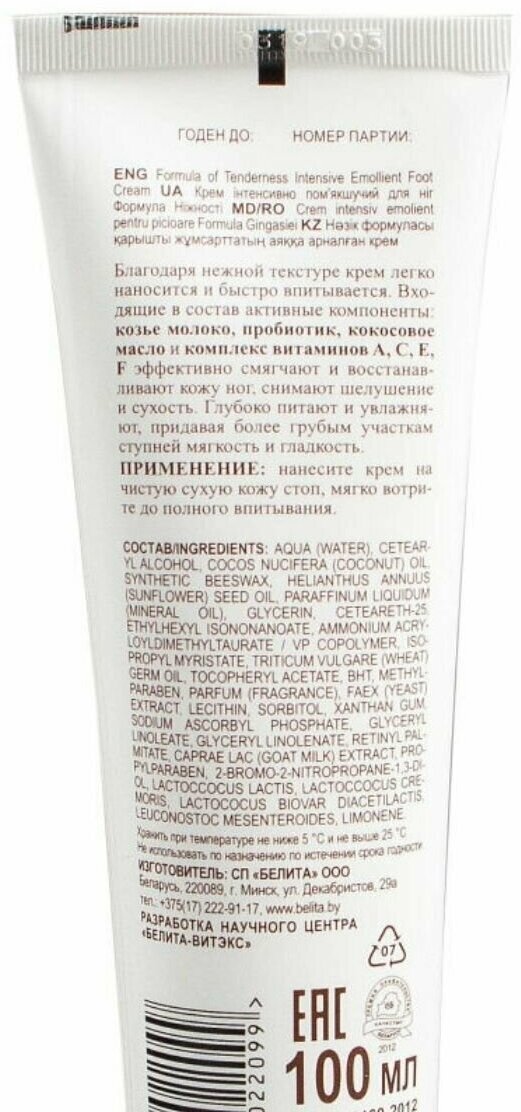 0319 003
ГОДЕН ДО: НОМЕР ПАРТИИ:
ENG Formula of Tenderness Intensive Emollient Foot
Cream UA Крем інтенсивно пом'якшучий для ніг
Формула Ніжності MD/RO Crem intensiv emolient
pentru picioare Formula Gingasiei KZ Нәзік формуласы
қарышты жұмсарттатың аяққа арналған крем
Благодаря нежной текстуре крем легко
наносится и быстро впитывается. Вхо-
дящие в состав активные компоненты:
козье молоко, пробиотик, кокосовое
масло и комплекс витаминов А, С, Е,
F эффективно смягчают и восстанав-
ливают кожу ног, снимают шелушение
и сухость. Глубоко питают и увлажня-
ют, придавая более грубым участкам
ступней мягкость и гладкость.
ПРИМЕНЕНИЕ: нанесите крем на
чистую сухую кожу стоп, мягко вотри-
те до полного впитывания.
СОСТАВ/INGREDIENTS: AQUA (WATER), CETEAR-
YL ALCOHOL, COCOS NUCIFERA (COCONUT) OIL,
SYNTHETIC BEESWAX, HELIANTHUS ANNUUS
(SUNFLOWER) SEED OIL, PARAFFINUM LIQUIDUM
(MINERAL OIL), GLYCERIN, CETEARETH-25,
ETHYLHEXYL ISONONANOATE, AMMONIUM ACRY-
LOYLDIMETHYLTAURATE / VP COPOLYMER, ISO-
PROPYL MYRISTATE, TRITICUM VULGARE (WHEAT)
GERM OIL, TOCOPHERYL ACETATE, BHT, METHYL-
PARABEN, PARFUM (FRAGRANCE), FAEX (YEAST)
EXTRACT, LECITHIN, SORBITOL, XANTHAN GUM,
SODIUM ASCORBYL PHOSPHATE, GLYCERYL
LINOLEATE, GLYCERYL LINOLENATE, RETINYL PAL-
MITATE, CAPRAE LAC (GOAT MILK) EXTRACT, PRO-
PYLPARABEN, 2-BROMO-2-NITROPROPANE-1,3-DI-
OL, LACTOCOCCUS LACTIS, LACTOCOCCUS CRE-
MORIS, LACTOCOCUS BIOVAR DIACETILACTIS,
LEUCONOSTOC MESENTEROIDES, LIMONENE.
Хранить при температуре не ниже 5 °С и не выше 25 °С
Не использовать по назначению по истечении срока годности
ИЗГОТОВИТЕЛЬ: СП «БЕЛИТА» ООО
Беларусь, 220089, г. Минск, ул. Декабристов, 29а
тел.: +375(17) 222-91-17, www.belita.by
РАЗРАБОТКА НАУЧНОГО ЦЕНТРА
«БЕЛИТА-ВИТЭКС»
07
022099
ЕАС
2012
100 мл